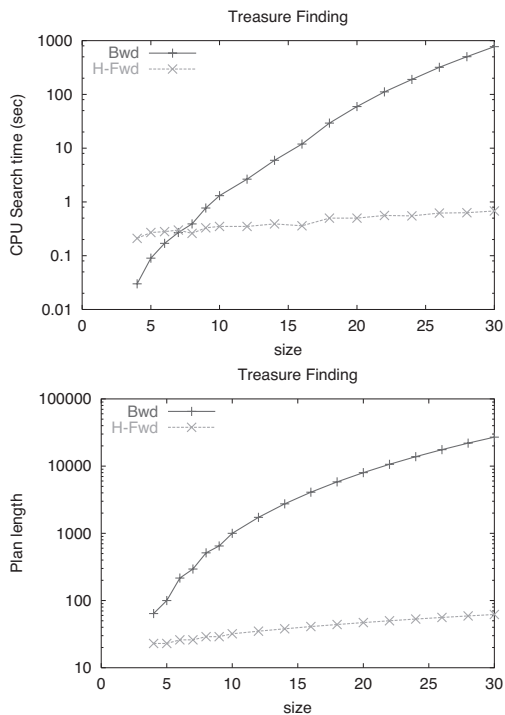 Treasure Finding
1000
100
10
1
0.1
0.01
CPU Search time (sec)
Bwd
H-Fwd
0 5 10 15 20 25 30
size
Treasure Finding
100000
10000
1000
100
10
Plan length
Bwd
H-Fwd
0 5 10 15 20 25 30
size